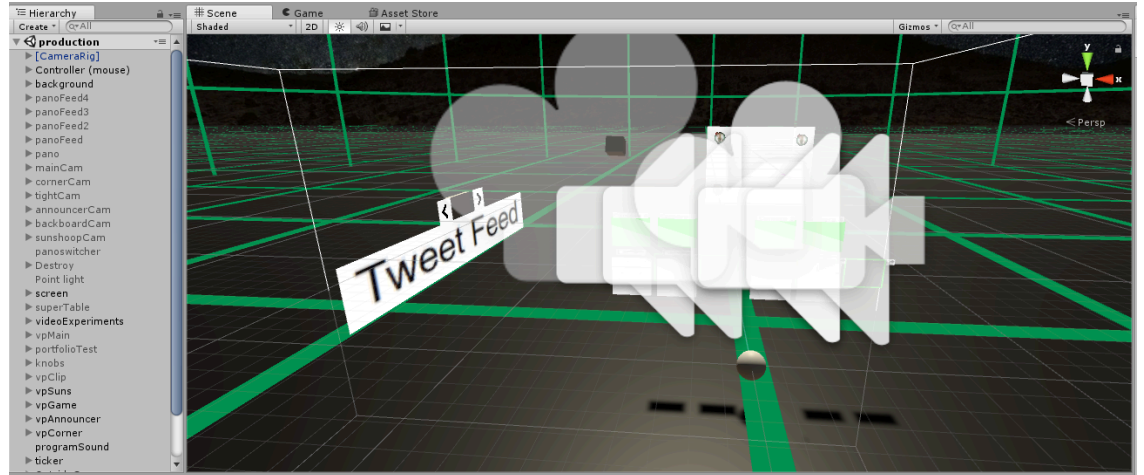 Hierarchy
Create All
production
[CameraRig]
Controller (mouse)
background
panoFeed4
panoFeed3
panoFeed2
panoFeed
pano
mainCam
cornerCam
tightCam
announcerCam
backboardCam
sunshoopCam
panoswitcher
Destroy
Point light
screen
superTable
videoExperiments
vpMain
portfolioTest
knobs
vpClip
vpSuns
vpGame
vpAnnouncer
vpCorner
programSound
ticker
Scene Game Asset Store
Shaded 2D Gizmos All
y
x
Persp
< >
Tweet Feed